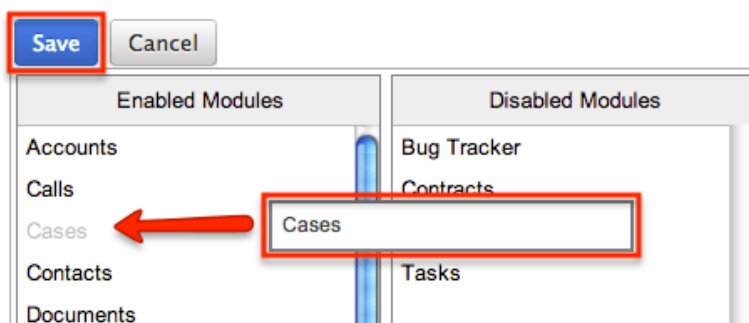 Save Cancel
Enabled Modules Disabled Modules
Accounts Bug Tracker
Calls Contracts
Cases Cases
Contacts Tasks
Documents